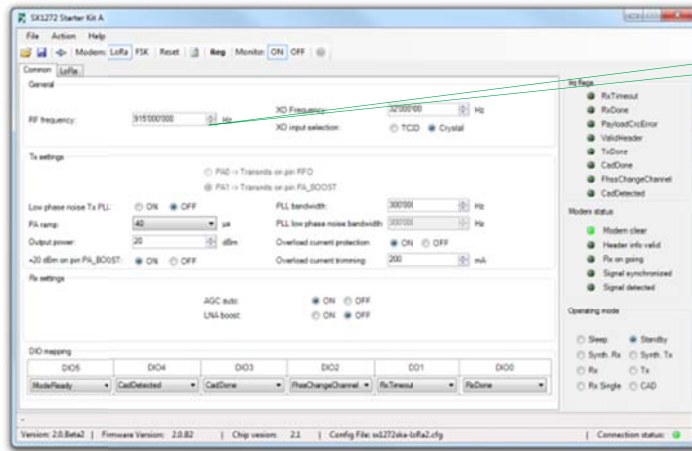 SX1272 Starter Kit A
File Action Help
Modem: LoRa FSK Reset Reg Monitor: ON OFF
Common LoRa
General
Irq flags
RF frequency: 915'000'000 Hz
XO Frequency: 32'000'00 Hz
XO input selection: TCXO Crystal
RxTimeout
RxDone
PayloadCrcError
ValidHeader
TxDone
CadDone
FhssChangeChannel
CadDetected
Tx settings
PA0 -> Transmits on pin RFO
PA1 -> Transmits on pin PA_BOOST
Low phase noise Tx PLL: ON OFF
PLL bandwidth: 300'00 Hz
PA ramp: 40 µs
PLL low phase noise bandwidth: 300'00 Hz
Output power: 20 dBm
Overload current protection: ON OFF
+20 dBm on pin PA_BOOST: ON OFF
Overload current trimming: 200 mA
Modem status
Modem clear
Header info valid
Rx on going
Signal synchronized
Signal detected
Rx settings
AGC auto: ON OFF
LNA boost: ON OFF
Operating mode
Sleep Standby
Synth. Rx Synth. Tx
Rx Tx
Rx Single CAD
DIO mapping
DIO5 DIO4 DIO3 DIO2 DIO1 DIO0
ModeReady CadDetected CadDone FhssChangeChannel RxTimeout RxDone
-
Version: 2.0.Beta2 | Firmware Version: 2.0.B2 | Chip version: 2.1 | Config File: sx1272ska-LoRa2.cfg | Connection status: